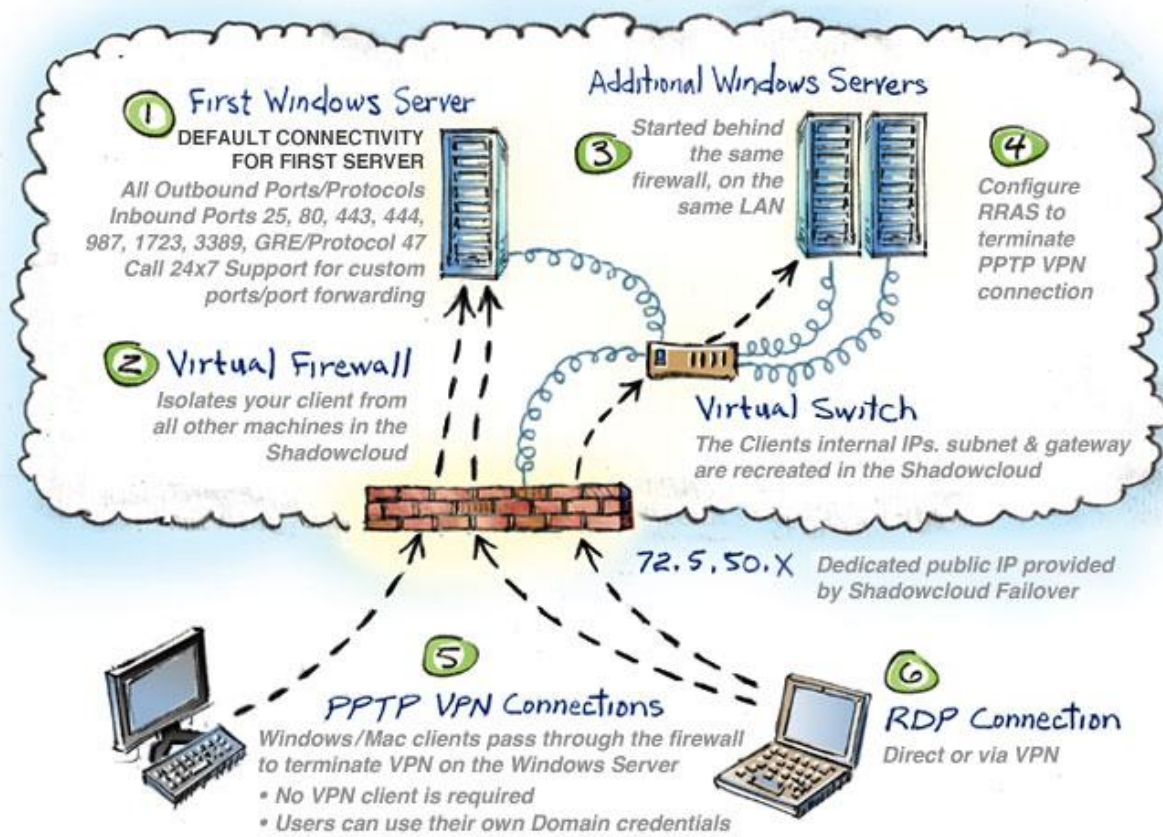 1 First Windows Server
DEFAULT CONNECTIVITY
FOR FIRST SERVER
All Outbound Ports/Protocols
Inbound Ports 25, 80, 443, 444,
987, 1723, 3389, GRE/Protocol 47
Call 24x7 Support for custom
ports/port forwarding
Additional Windows Servers
3
Started behind
the same
firewall, on the
same LAN
4
Configure
RRAS to
terminate
PPTP VPN
connection
2 Virtual Firewall
Isolates your client from
all other machines in the
Shadowcloud
Virtual Switch
The Clients internal IPs. subnet & gateway
are recreated in the Shadowcloud
72.5.50.X
Dedicated public IP provided
by Shadowcloud Failover
5
PPTP VPN Connections
Windows/Mac clients pass through the firewall
to terminate VPN on the Windows Server
• No VPN client is required
• Users can use their own Domain credentials
6
RDP Connection
Direct or via VPN